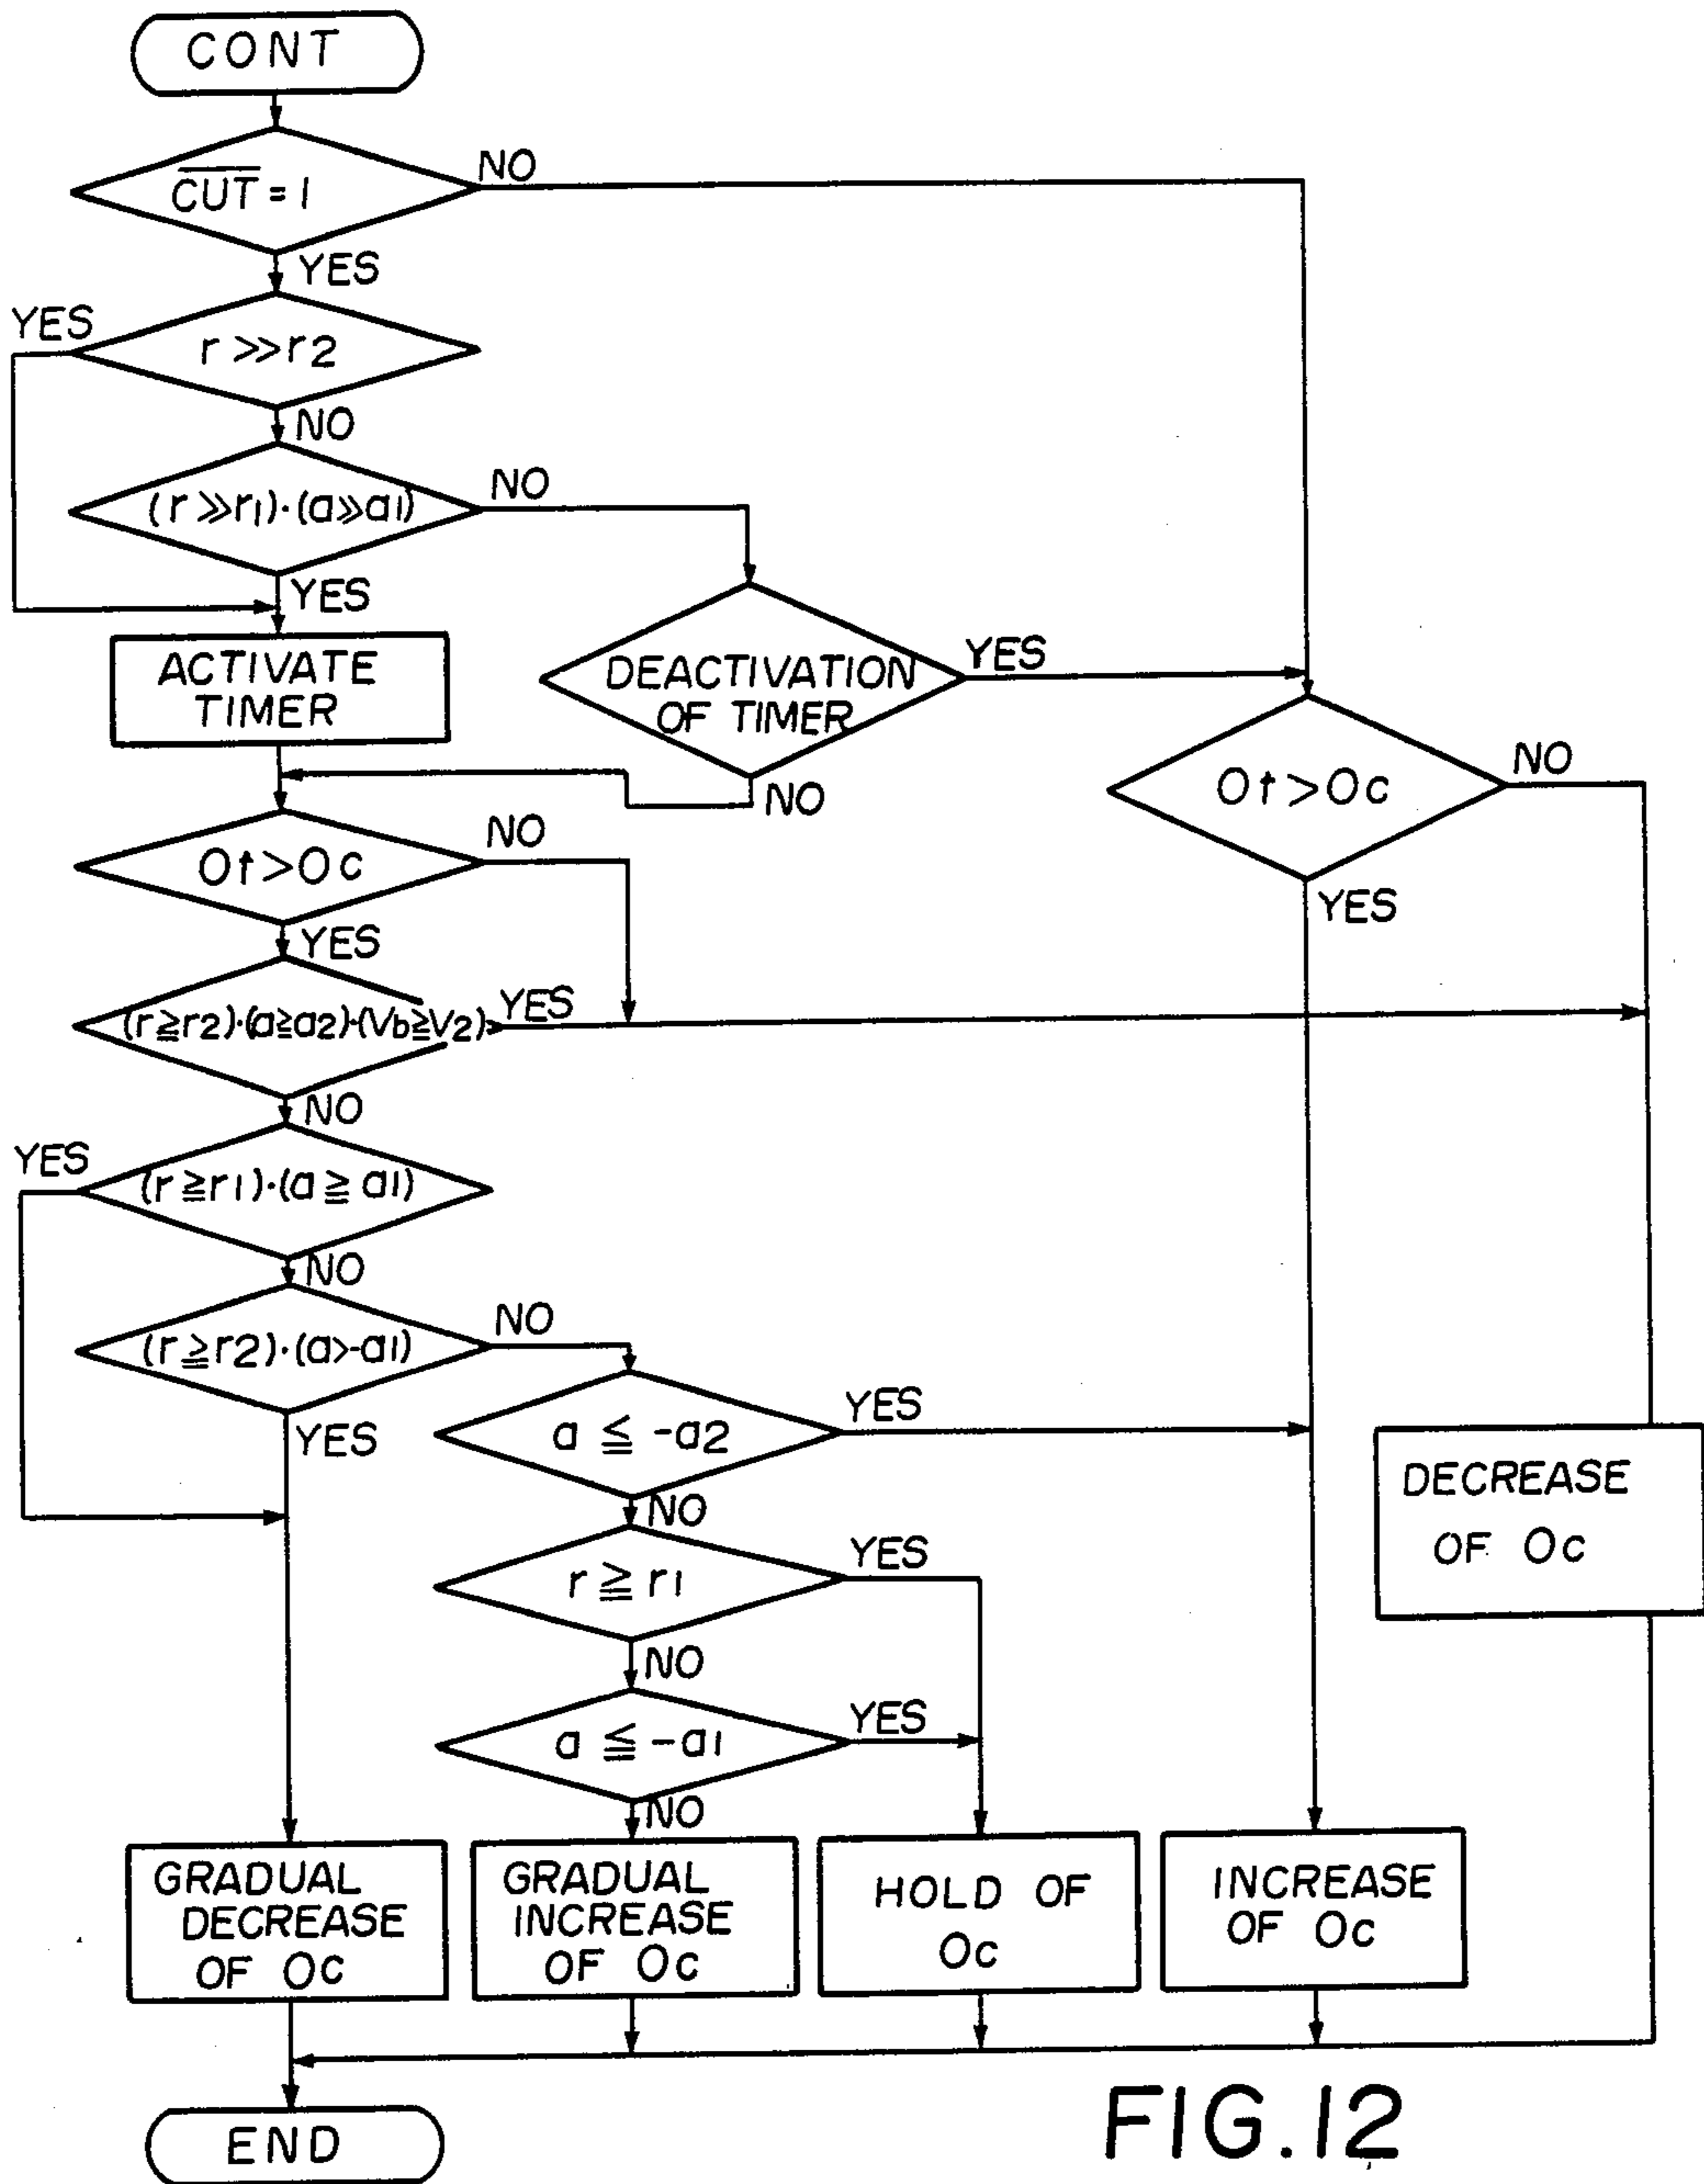 CONT
C̅U̅T̅ = 1
NO
YES
YES
r >> r2
NO
(r >> r1)·(a >> a1)
NO
YES
ACTIVATE
TIMER
DEACTIVATION
OF TIMER
YES
NO
Ot > Oc
NO
YES
Ot > Oc
NO
YES
(r ≧ r2)·(a ≧ a2)·(Vb ≧ V2)
YES
NO
YES
(r ≧ r1)·(a ≧ a1)
NO
(r ≧ r2)·(a > -a1)
NO
YES
a ≦ -a2
YES
NO
r ≧ r1
YES
NO
a ≦ -a1
YES
NO
DECREASE
OF Oc
GRADUAL
DECREASE
OF Oc
GRADUAL
INCREASE
OF Oc
HOLD OF
Oc
INCREASE
OF Oc
END
FIG.12